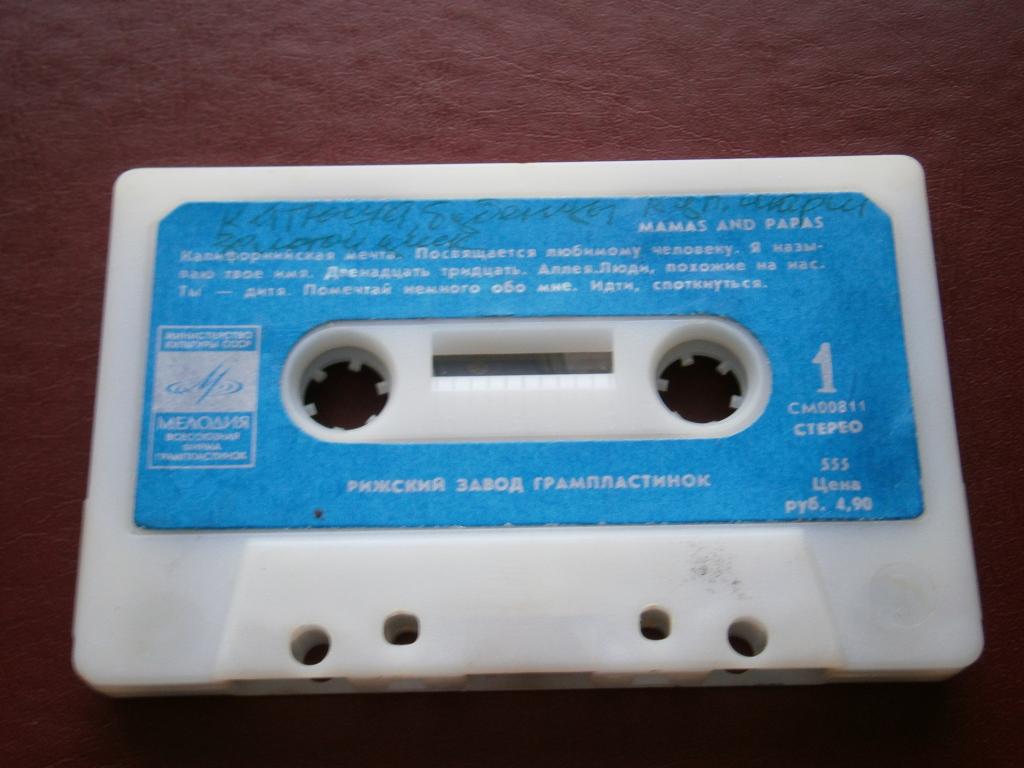 MAMAS AND PAPAS
Калифорнийская мечта. Посвящается любимому человеку. Я назы-
ваю твое имя. Двенадцать тридцать. Аллея.Люди, похожие на нас.
Ты — дитя. Помечтай немного обо мне. Идти, споткнуться.
МИНИСТЕРСТВО
КУЛЬТУРЫ СССР
МЕЛОДИЯ
ВСЕСОЮЗНАЯ
ФИРМА
ГРАМПЛАСТИНОК
1
СМ00811
СТЕРЕО
555
Цена
руб. 4,90
РИЖСКИЙ ЗАВОД ГРАМПЛАСТИНОК